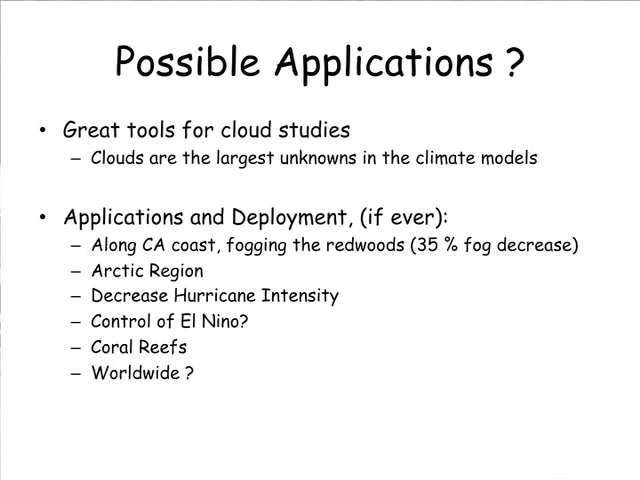 Possible Applications ?
• Great tools for cloud studies
– Clouds are the largest unknowns in the climate models
• Applications and Deployment, (if ever):
– Along CA coast, fogging the redwoods (35 % fog decrease)
– Arctic Region
– Decrease Hurricane Intensity
– Control of El Nino?
– Coral Reefs
– Worldwide ?